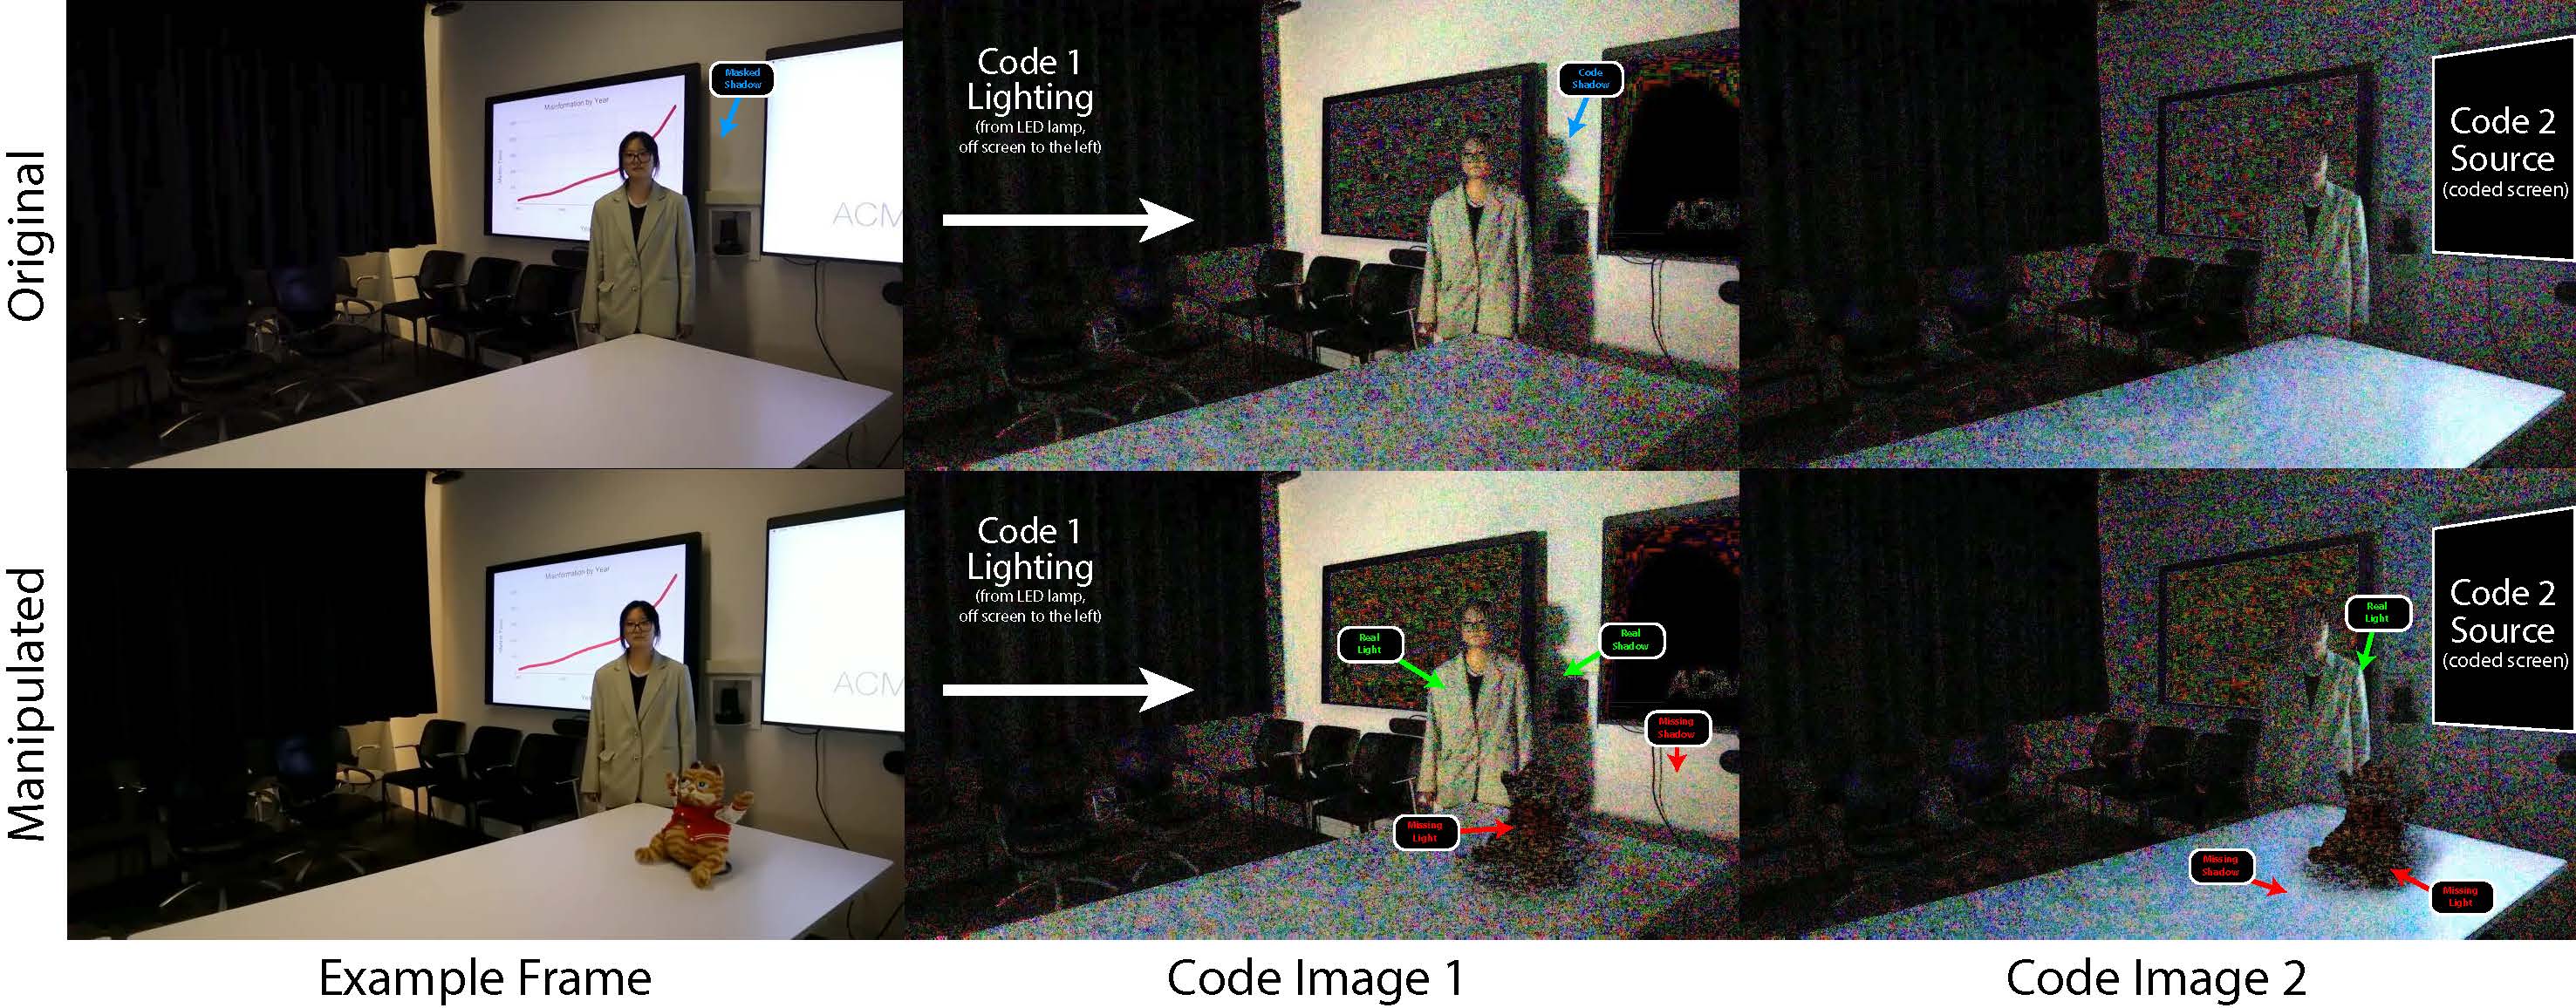 Original
Misinformation by Year
Masked
Shadow
ACM
Code 1
Lighting
(from LED lamp,
off screen to the left)
Code
Shadow
Code 2
Source
(coded screen)
Manipulated
Misinformation by Year
ACM
Code 1
Lighting
(from LED lamp,
off screen to the left)
Real
Light
Real
Shadow
Missing
Shadow
Missing
Light
Code 2
Source
(coded screen)
Real
Light
Missing
Shadow
Missing
Light
Example Frame
Code Image 1
Code Image 2